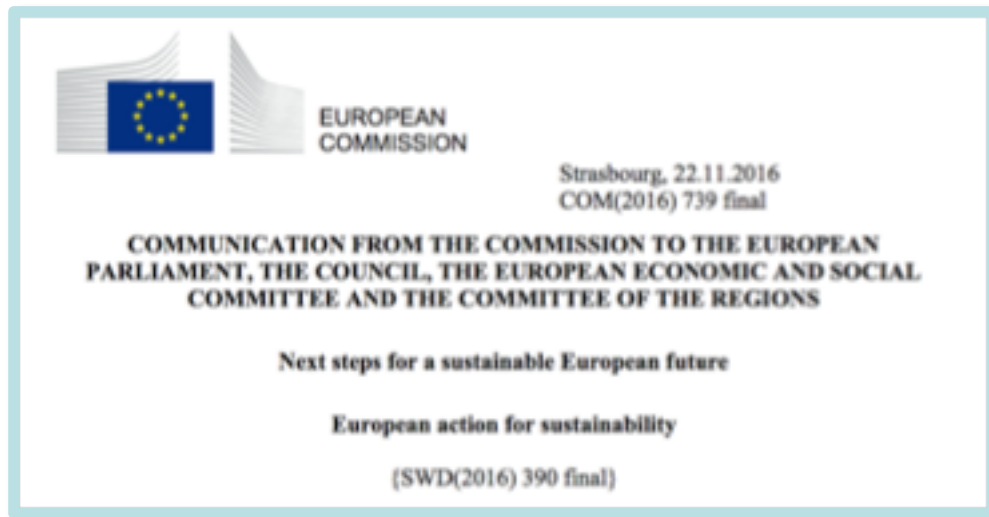 EUROPEAN
COMMISSION
Strasbourg, 22.11.2016
COM(2016) 739 final
COMMUNICATION FROM THE COMMISSION TO THE EUROPEAN
PARLIAMENT, THE COUNCIL, THE EUROPEAN ECONOMIC AND SOCIAL
COMMITTEE AND THE COMMITTEE OF THE REGIONS
Next steps for a sustainable European future
European action for sustainability
{SWD(2016) 390 final}